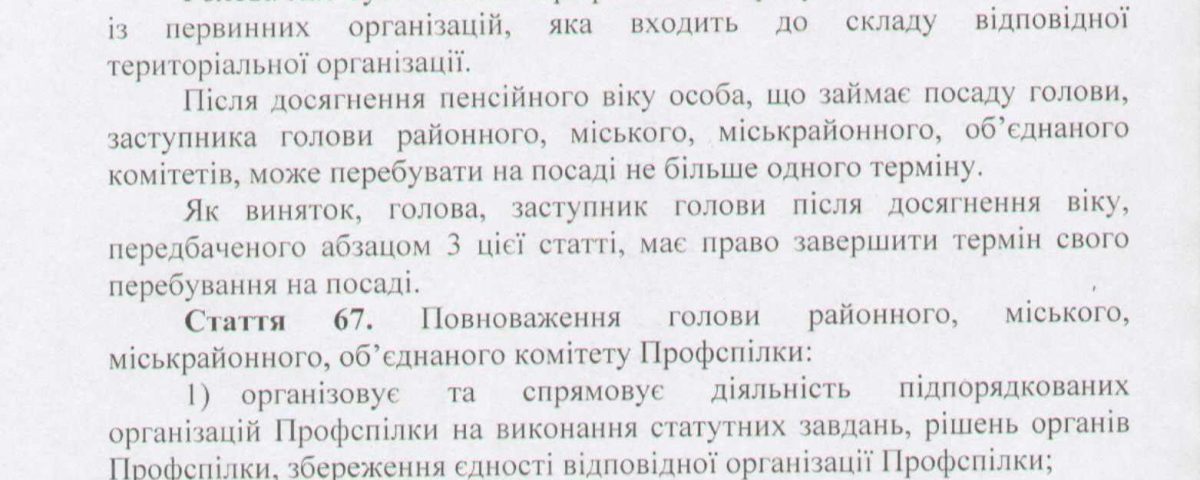 із первинних організацій, яка входить до складу відповідної
територіальної організації.
Після досягнення пенсійного віку особа, що займає посаду голови,
заступника голови районного, міського, міськрайонного, об’єднаного
комітетів, може перебувати на посаді не більше одного терміну.
Як виняток, голова, заступник голови після досягнення віку,
передбаченого абзацом 3 цієї статті, має право завершити термін свого
перебування на посаді.
Стаття 67. Повноваження голови районного, міського,
міськрайонного, об’єднаного комітету Профспілки:
1) організовує та спрямовує діяльність підпорядкованих
організацій Профспілки на виконання статутних завдань, рішень органів
Профспілки, збереження єдності відповідної організації Профспілки;